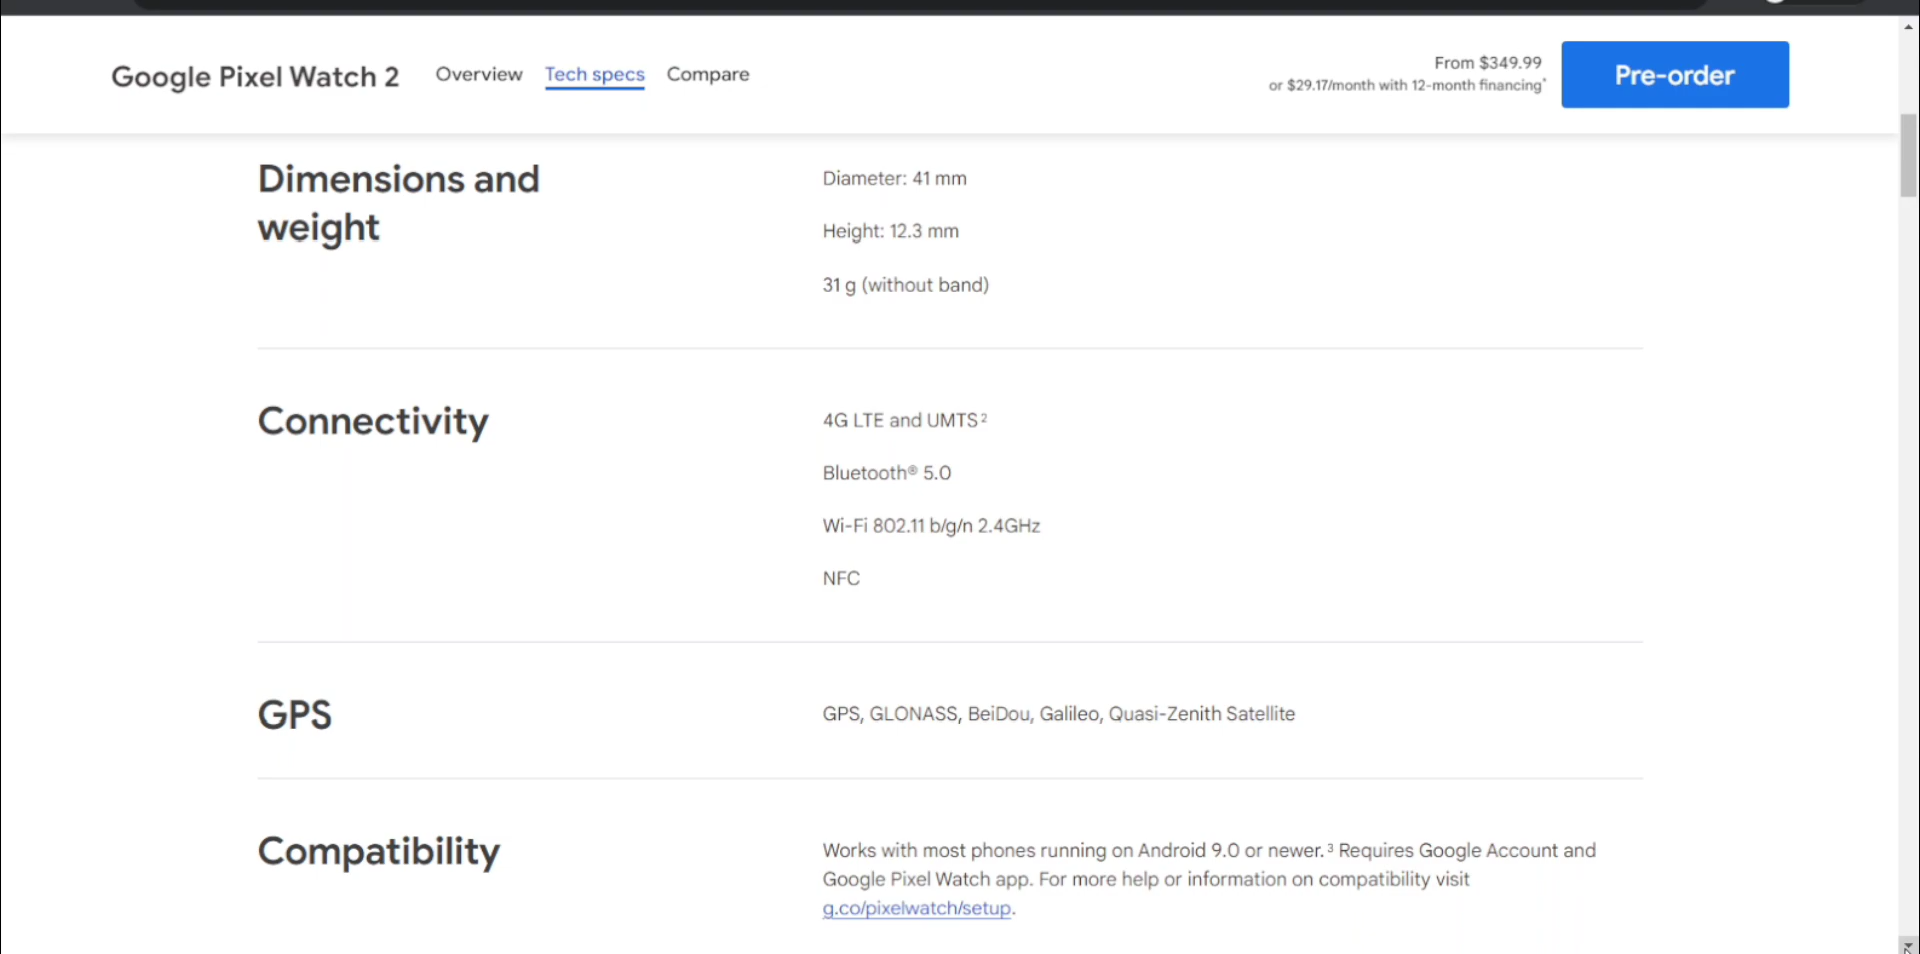 Google Pixel Watch 2
Overview
Tech specs
Compare
From $349.99
or $29.17/month with 12-month financing*
Pre-order
Dimensions and
weight
Diameter: 41 mm
Height: 12.3 mm
31 g (without band)
Connectivity
4G LTE and UMTS²
Bluetooth® 5.0
Wi-Fi 802.11 b/g/n 2.4GHz
NFC
GPS
GPS, GLONASS, BeiDou, Galileo, Quasi-Zenith Satellite
Compatibility
Works with most phones running on Android 9.0 or newer.³ Requires Google Account and
Google Pixel Watch app. For more help or information on compatibility visit
g.co/pixelwatch/setup.